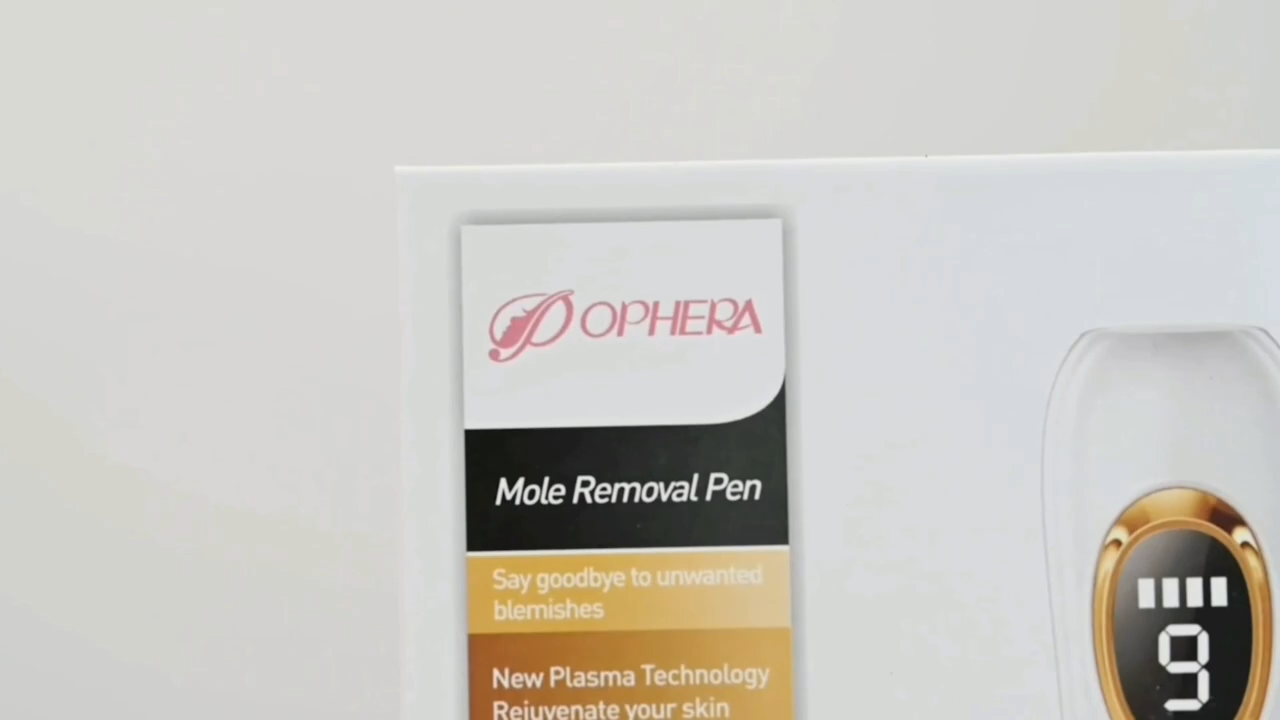 OPHERA
Mole Removal Pen
Say goodbye to unwanted
blemishes
New Plasma Technology
Rejuvenate your skin
9